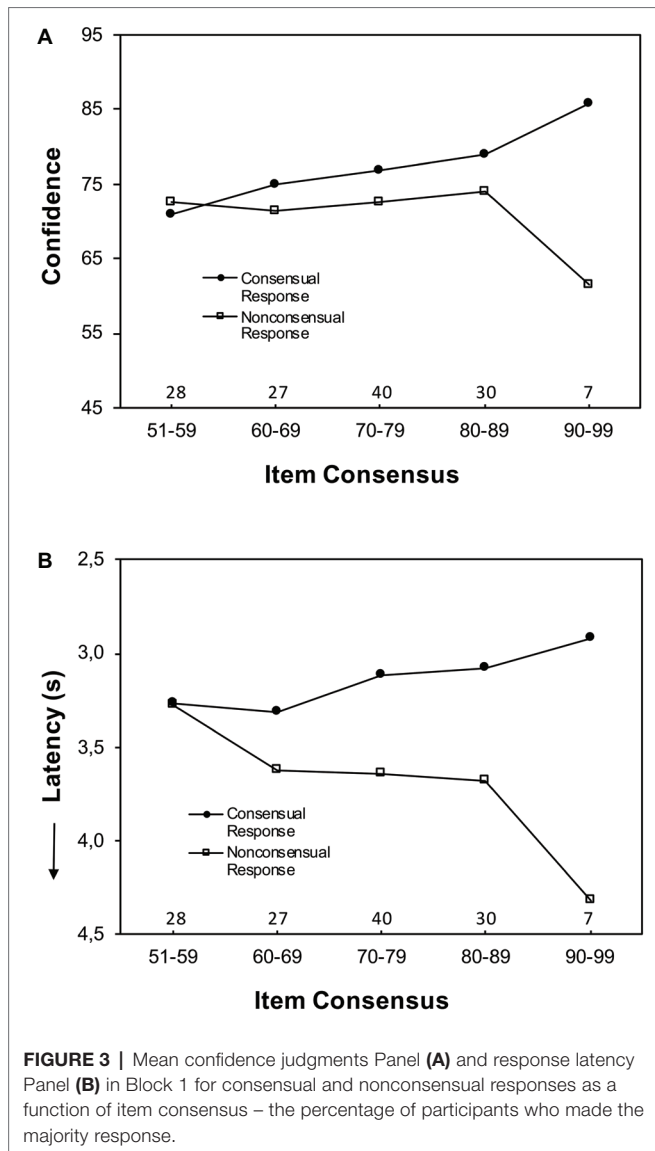 A
95
85
75
65
55
45
Confidence
Consensual
Response
Nonconsensual
Response
28 27 40 30 7
51-59 60-69 70-79 80-89 90-99
Item Consensus
B
2,5
3,0
3,5
4,0
4,5
Latency (s)
Consensual
Response
Nonconsensual
Response
28 27 40 30 7
51-59 60-69 70-79 80-89 90-99
Item Consensus
FIGURE 3 | Mean confidence judgments Panel (A) and response latency
Panel (B) in Block 1 for consensual and nonconsensual responses as a
function of item consensus – the percentage of participants who made the
majority response.